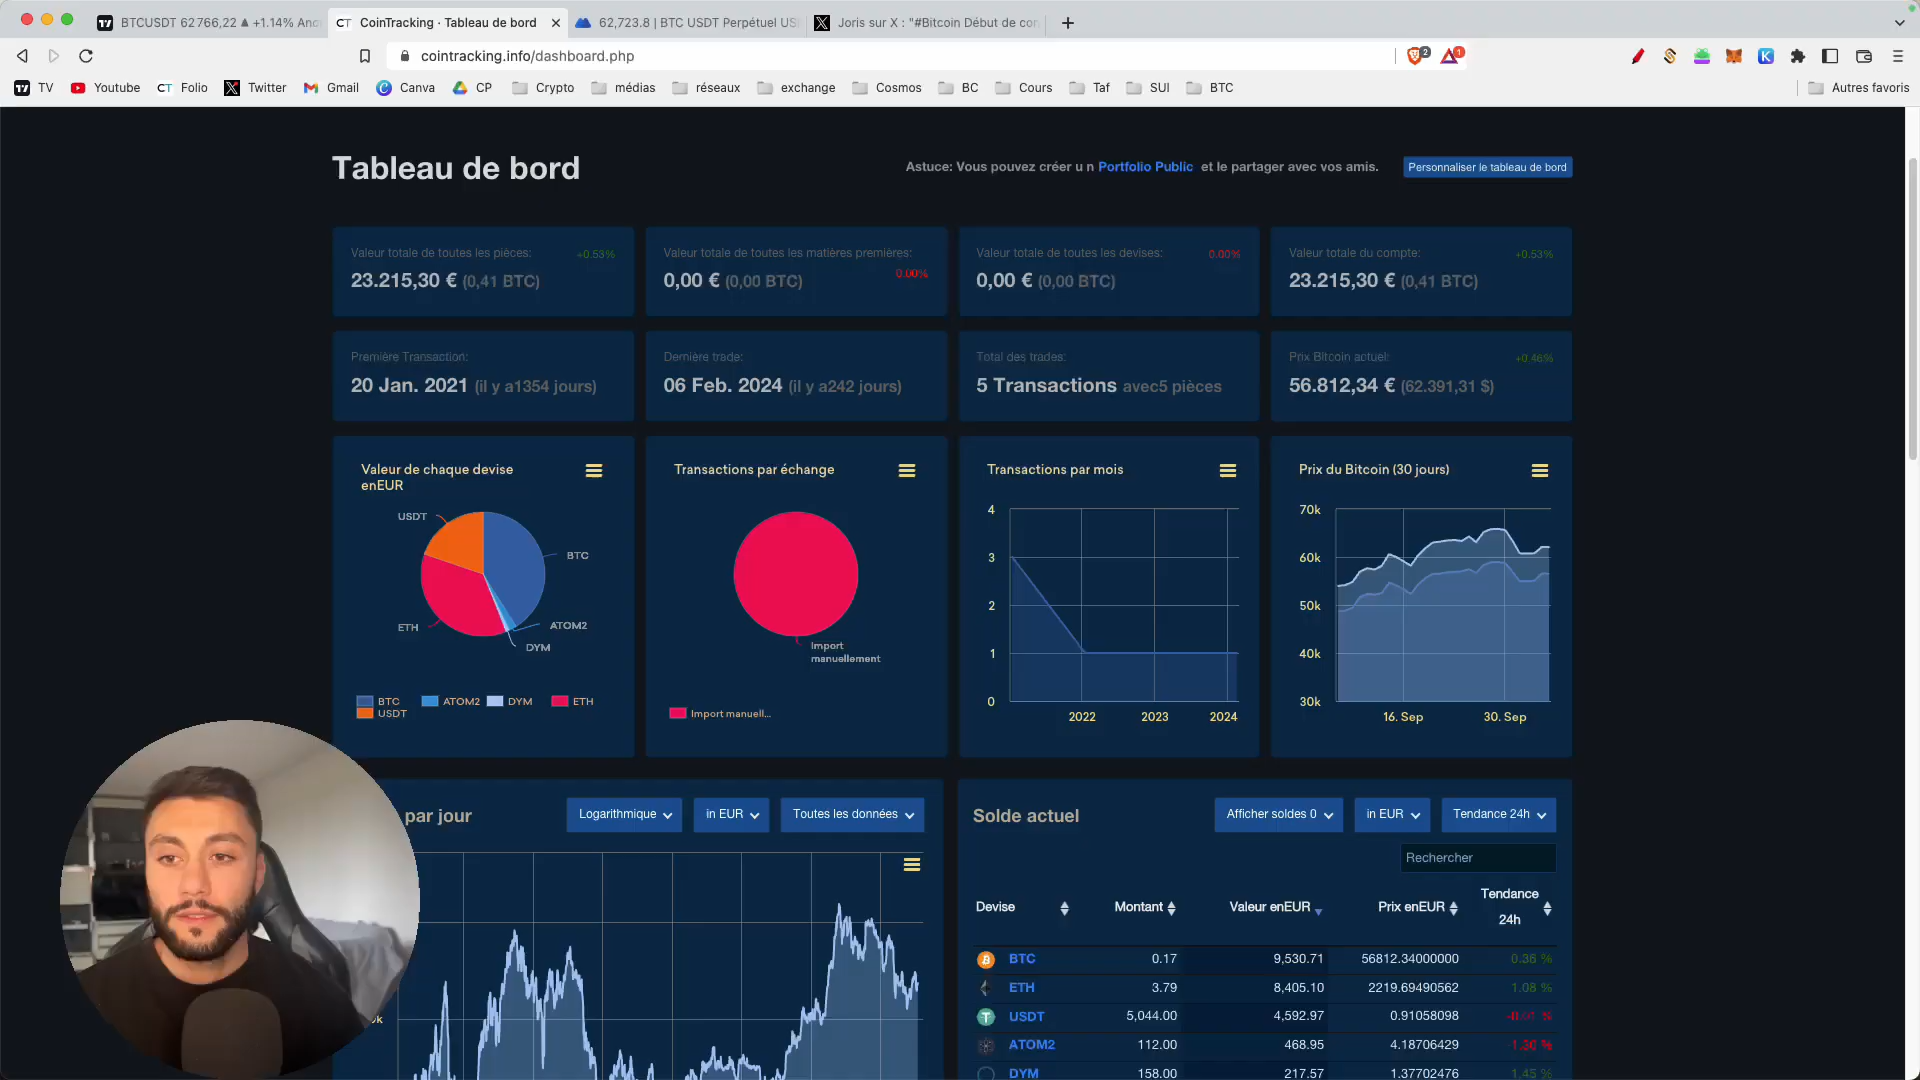 BTCUSDT 62 766,22 ▲ +1.14%
CoinTracking · Tableau de bord
62,723.8 | BTC USDT Perpétuel
Joris sur X : "#Bitcoin Début de
cointracking.info/dashboard.php
2
1
TV
Youtube
CT Folio
Twitter
Gmail
Canva
CP
Crypto
médias
réseaux
exchange
Cosmos
BC
Cours
Taf
SUI
BTC
Autres favoris
Tableau de bord
Astuce: Vous pouvez créer u n Portfolio Public et le partager avec vos amis.
Personnaliser le tableau de bord
Valeur totale de toutes les pièces: +0.53%
23.215,30 € (0,41 BTC)
Valeur totale de toutes les matières premières:
0.00%
0,00 € (0,00 BTC)
Valeur totale de toutes les devises: 0.00%
0,00 € (0,00 BTC)
Valeur totale du compte: +0.53%
23.215,30 € (0,41 BTC)
Première Transaction:
20 Jan. 2021 (il y a1354 jours)
Dernière trade:
06 Feb. 2024 (il y a242 jours)
Total des trades:
5 Transactions avec5 pièces
Prix Bitcoin actuel: +0.46%
56.812,34 € (62.391,31 $)
Valeur de chaque devise
enEUR
USDT
BTC
ETH
ATOM2
DYM
BTC ATOM2 DYM ETH
USDT
Transactions par échange
Import
manuellement
Import manuell...
Transactions par mois
4
3
2
1
0
2022 2023 2024
Prix du Bitcoin (30 jours)
70k
60k
50k
40k
30k
16. Sep 30. Sep
par jour
Logarithmique
in EUR
Toutes les données
Solde actuel
Afficher soldes 0
in EUR
Tendance 24h
Rechercher
Devise Montant Valeur enEUR Prix enEUR Tendance
24h
BTC 0.17 9,530.71 56812.34000000 0.36 %
ETH 3.79 8,405.10 2219.69490562 1.08 %
USDT 5,044.00 4,592.97 0.91058098 -0.01 %
ATOM2 112.00 468.95 4.18706429 -1.30 %
DYM 158.00 217.57 1.37702476 1.45 %